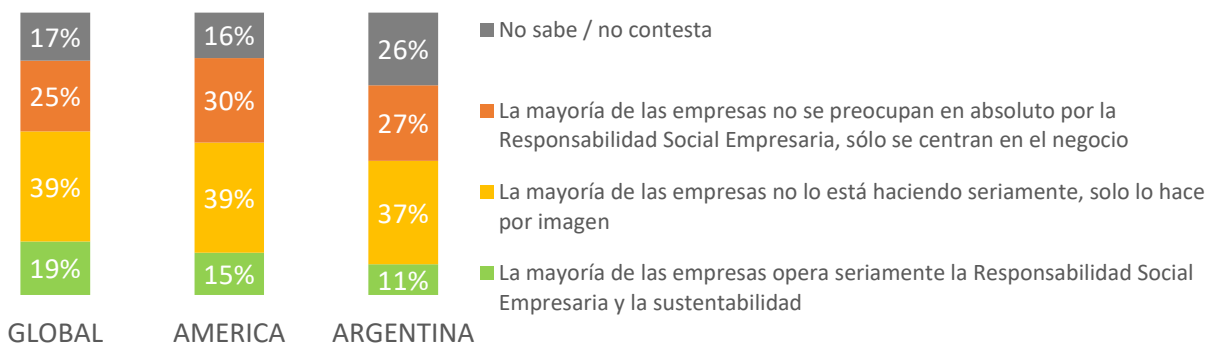 17%
16%
26%
25%
30%
27%
39%
39%
37%
19%
15%
11%
GLOBAL
AMERICA
ARGENTINA
No sabe / no contesta
La mayoría de las empresas no se preocupan en absoluto por la
Responsabilidad Social Empresaria, sólo se centran en el negocio
La mayoría de las empresas no lo está haciendo seriamente, solo lo hace
por imagen
La mayoría de las empresas opera seriamente la Responsabilidad Social
Empresaria y la sustentabilidad